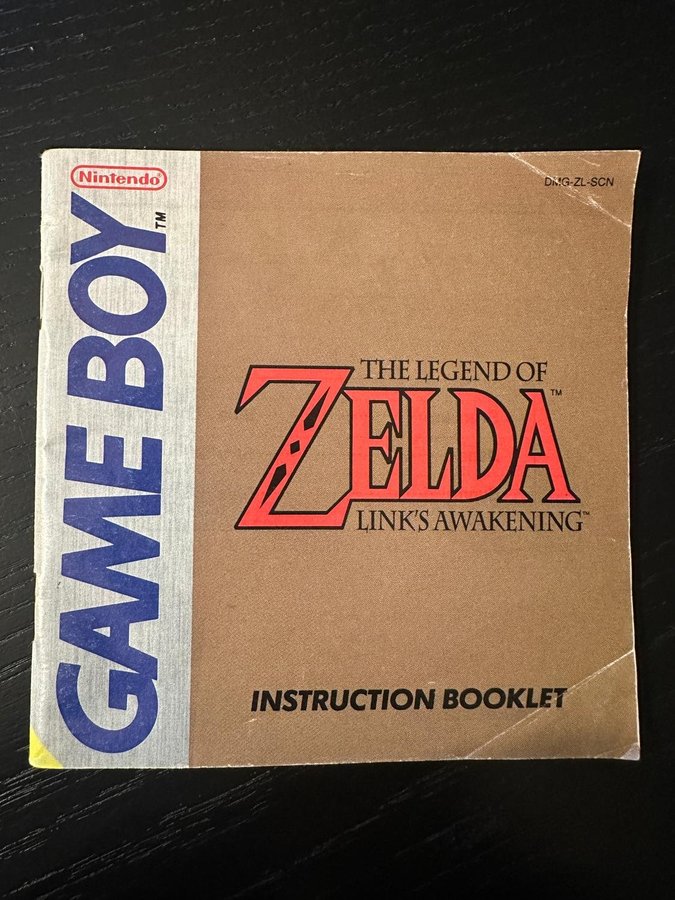 Nintendo®
GAME BOY™
DMG-ZL-SCN
THE LEGEND OF
ZELDA™
LINK'S AWAKENING™
INSTRUCTION BOOKLET